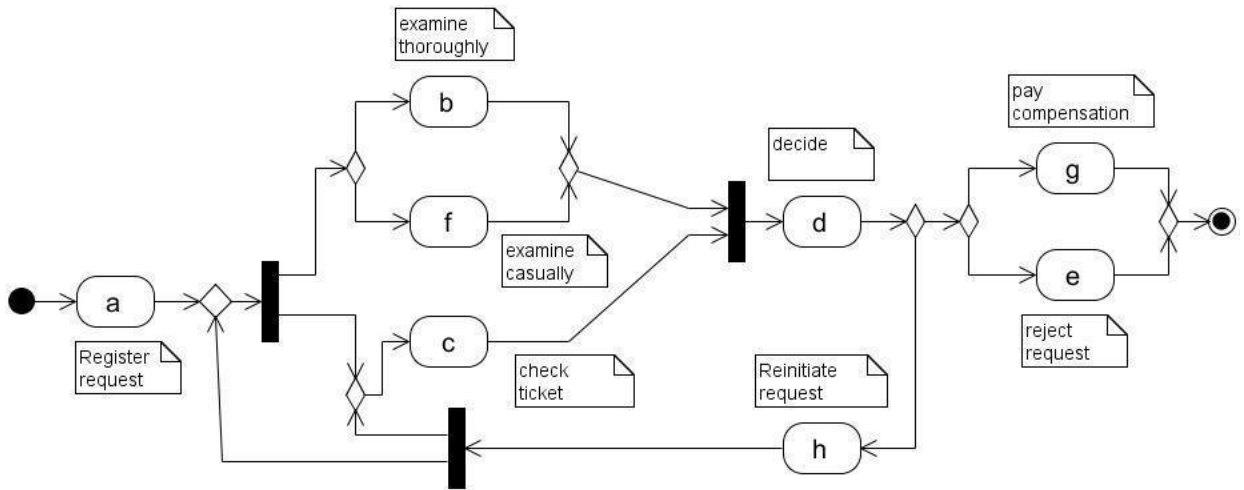 examine
thoroughly
b
f
examine
casually
a
Register
request
c
check
ticket
decide
d
Reinitiate
request
h
pay
compensation
g
e
reject
request